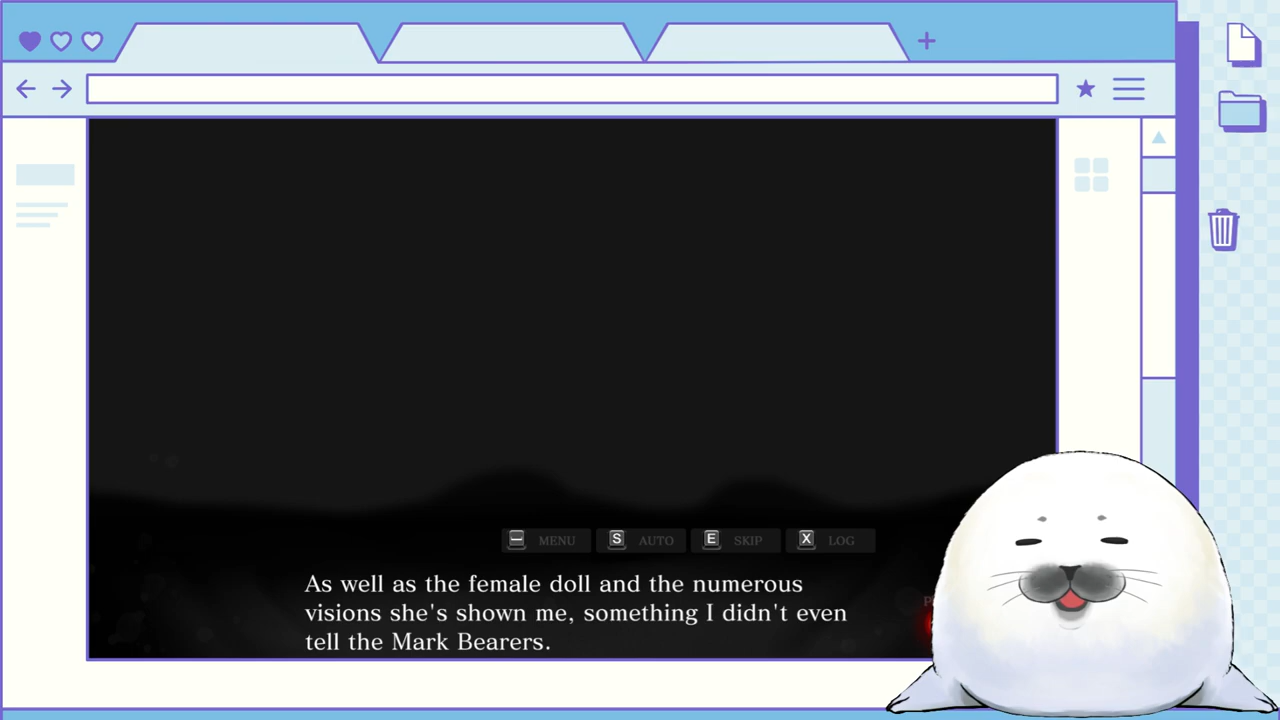 — MENU S AUTO E SKIP X LOG
As well as the female doll and the numerous
visions she's shown me, something I didn't even
tell the Mark Bearers.